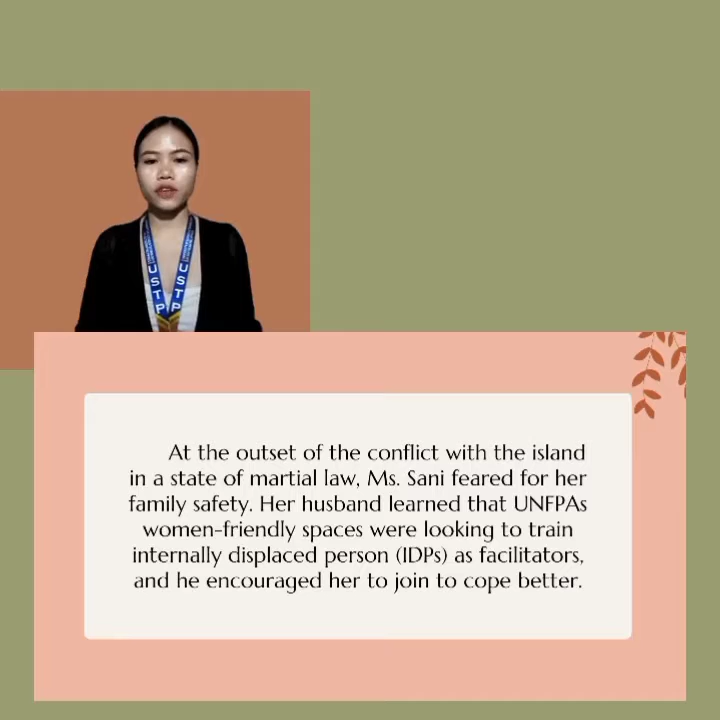 USTP USTP
At the outset of the conflict with the island
in a state of martial law, Ms. Sani feared for her
family safety. Her husband learned that UNFPAs
women-friendly spaces were looking to train
internally displaced person (IDPs) as facilitators,
and he encouraged her to join to cope better.